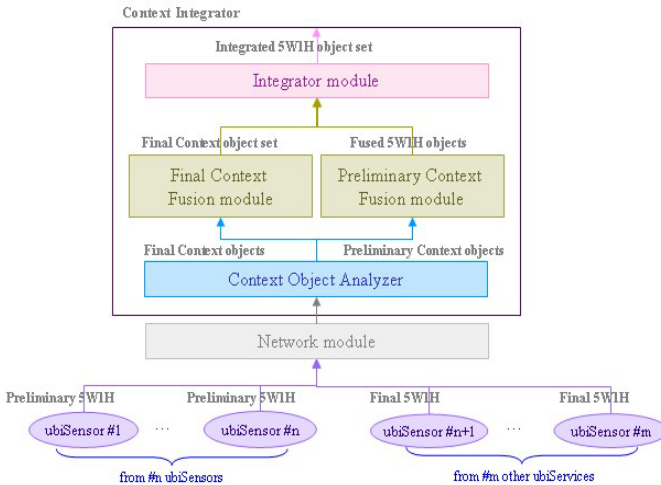 Context Integrator
Integrated 5W1H object set
Integrator module
Final Context object set
Fused 5W1H objects
Final Context
Fusion module
Preliminary Context
Fusion module
Final Context objects
Preliminary Context objects
Context Object Analyzer
Network module
Preliminary 5W1H
Preliminary 5W1H
Final 5W1H
Final 5W1H
ubiSensor #1
...
ubiSensor #n
ubiSensor #n+1
...
ubiSensor #m
from #n ubiSensors
from #m other ubiServices